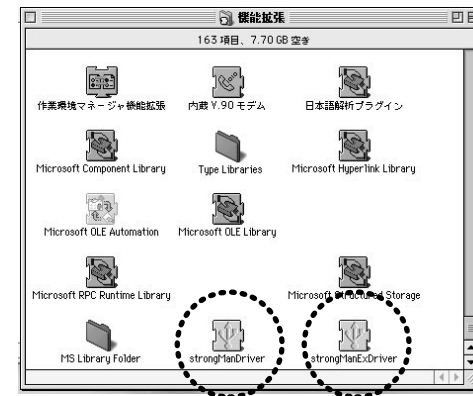 機能拡張
163 項目、7.70 GB 空き
作業環境マネージャ機能拡張
内蔵 V.90 モデム
日本語解析プラグイン
Microsoft Component Library
Type Libraries
Microsoft Hyperlink Library
Microsoft OLE Automation
Microsoft OLE Library
Microsoft RPC Runtime Library
Microsoft Structured Storage
MS Library Folder
strongManDriver
strongManExDriver